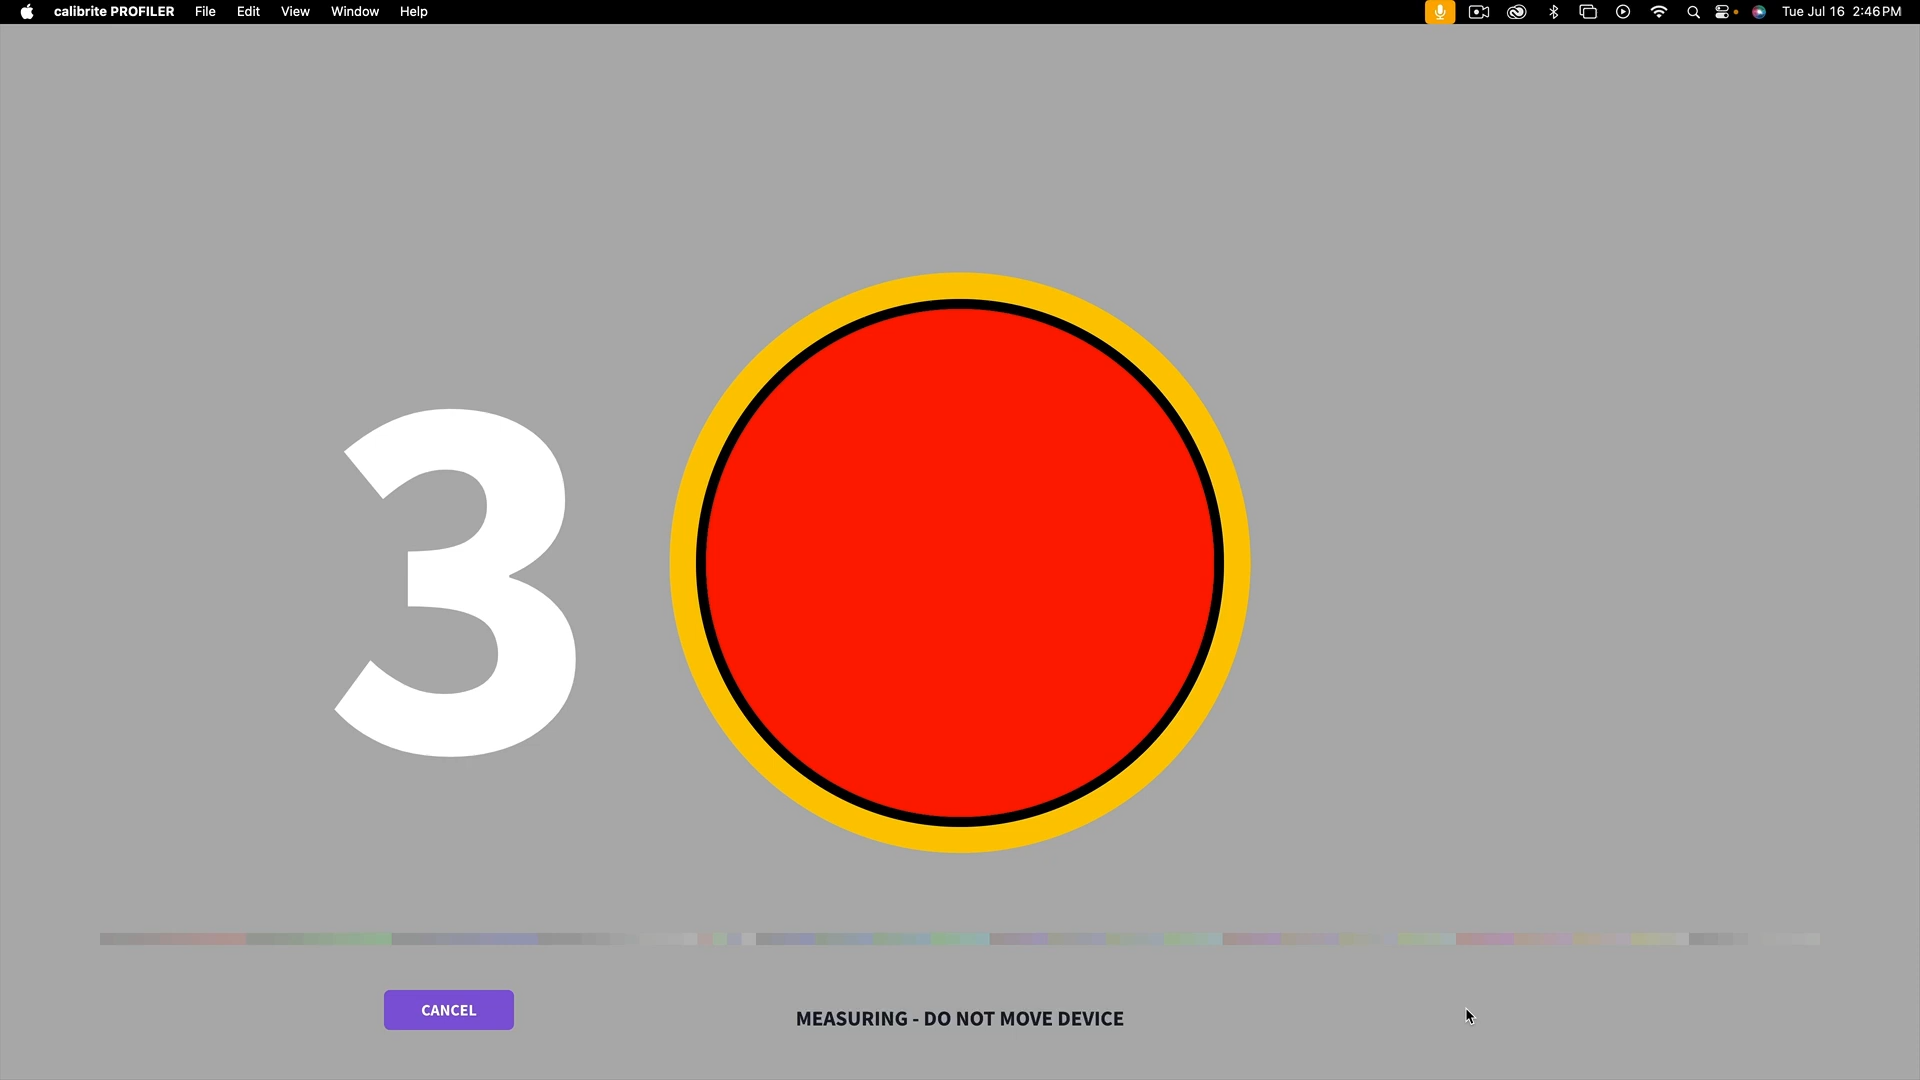 calibrite PROFILER File Edit View Window Help Tue Jul 16 2:46 PM
3
CANCEL
MEASURING - DO NOT MOVE DEVICE